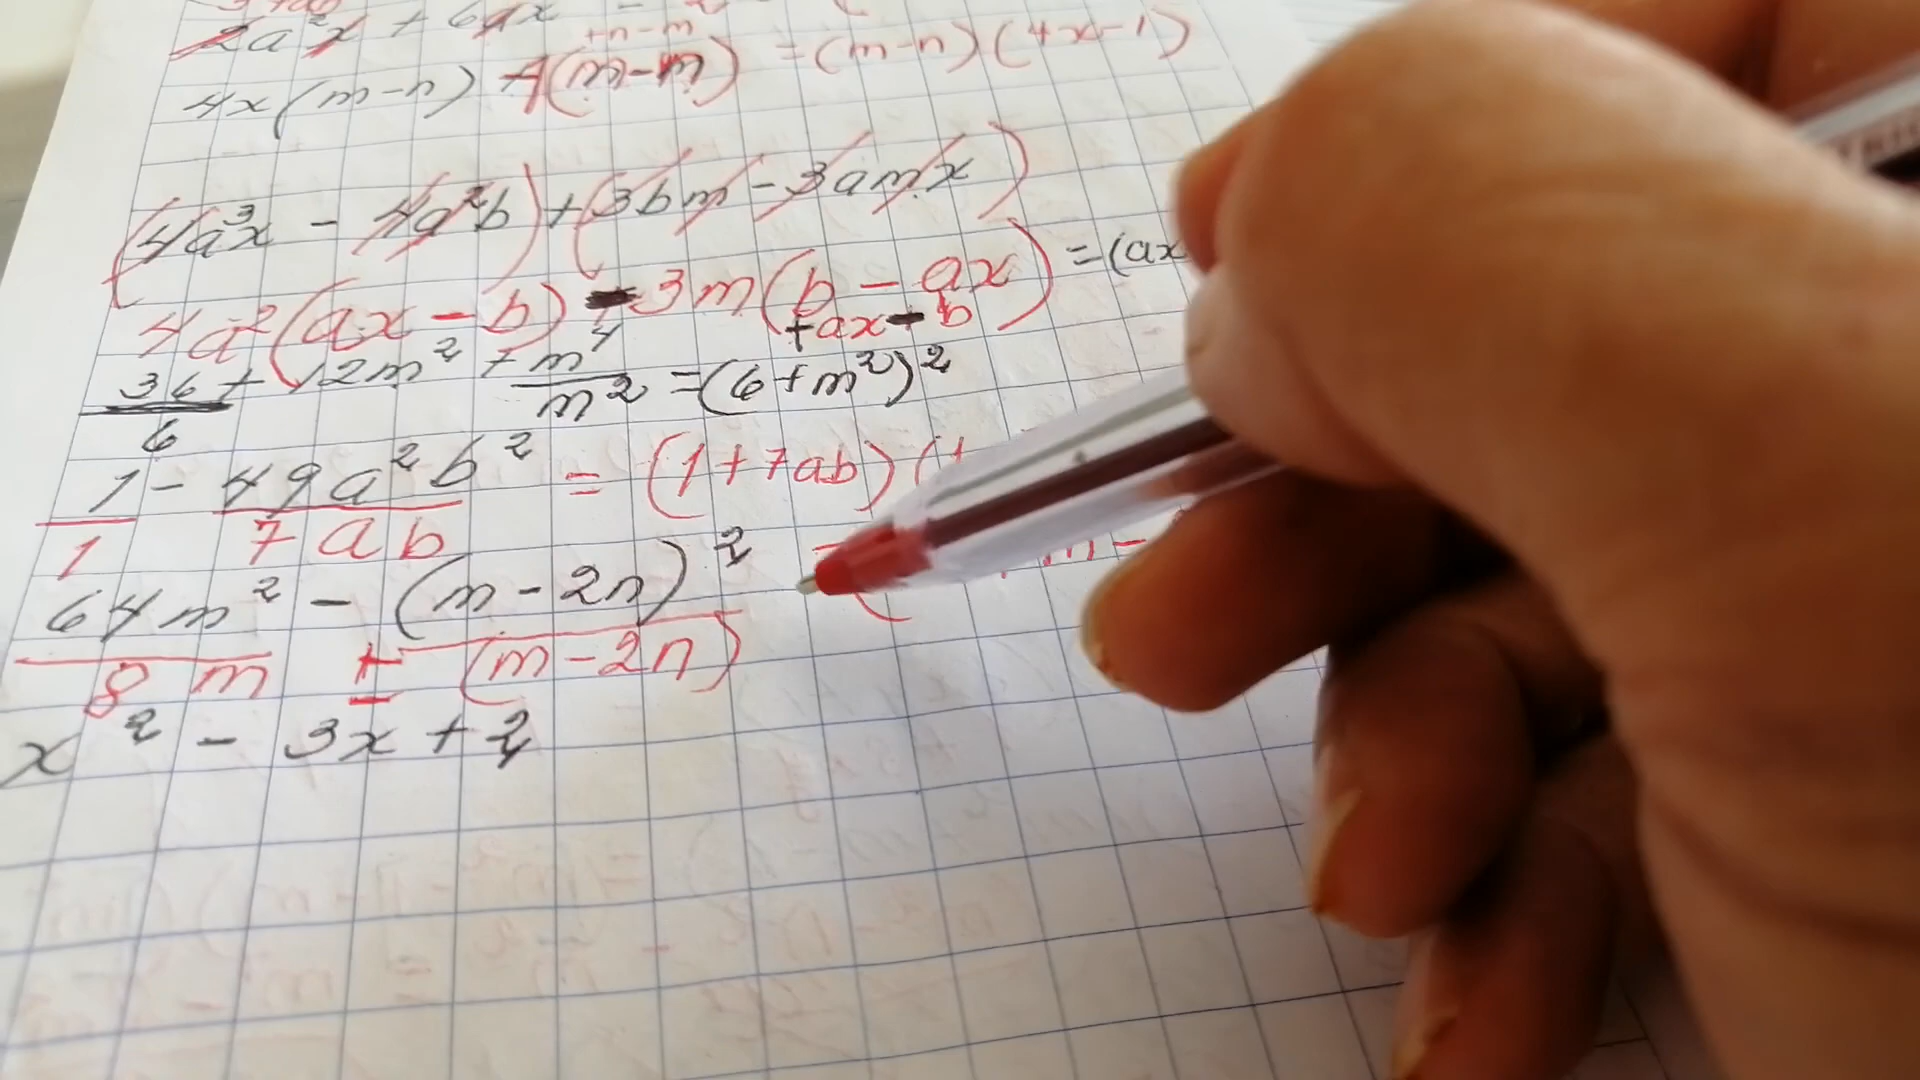 2a²x + 6ax -
+n-m
4x(m-n) +1(m-n) = (m-n)(4x-1)
(4a³x - 4a²b) + (3bm - 3amx)
4a²(ax-b) - 3m(b-ax) = (ax
+ax-b
36 + 12m² + m⁴ = (6+m²)²
6 m²
1 - 49a²b² = (1+7ab)(1
1 7ab
64m² - (m-2n)² =
8m ± (m-2n)
x² - 3x + 2